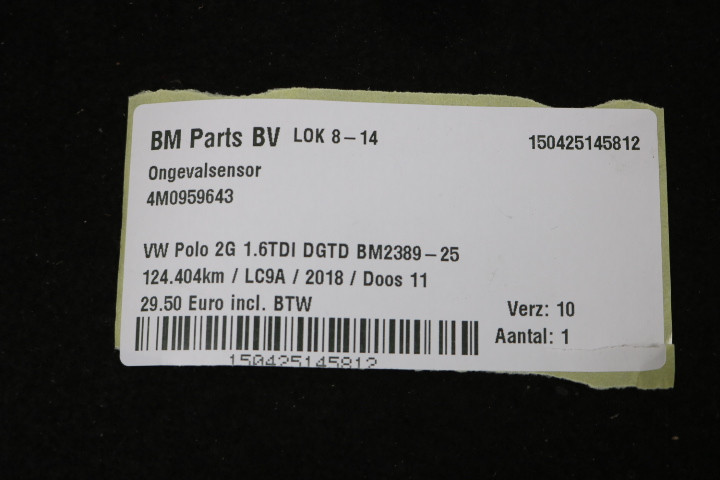 BM Parts BV LOK 8-14 150425145812
Ongevalsensor
4M0959643
VW Polo 2G 1.6TDI DGTD BM2389-25
124.404km / LC9A / 2018 / Doos 11
29.50 Euro incl. BTW Verz: 10
Aantal: 1
150425145812